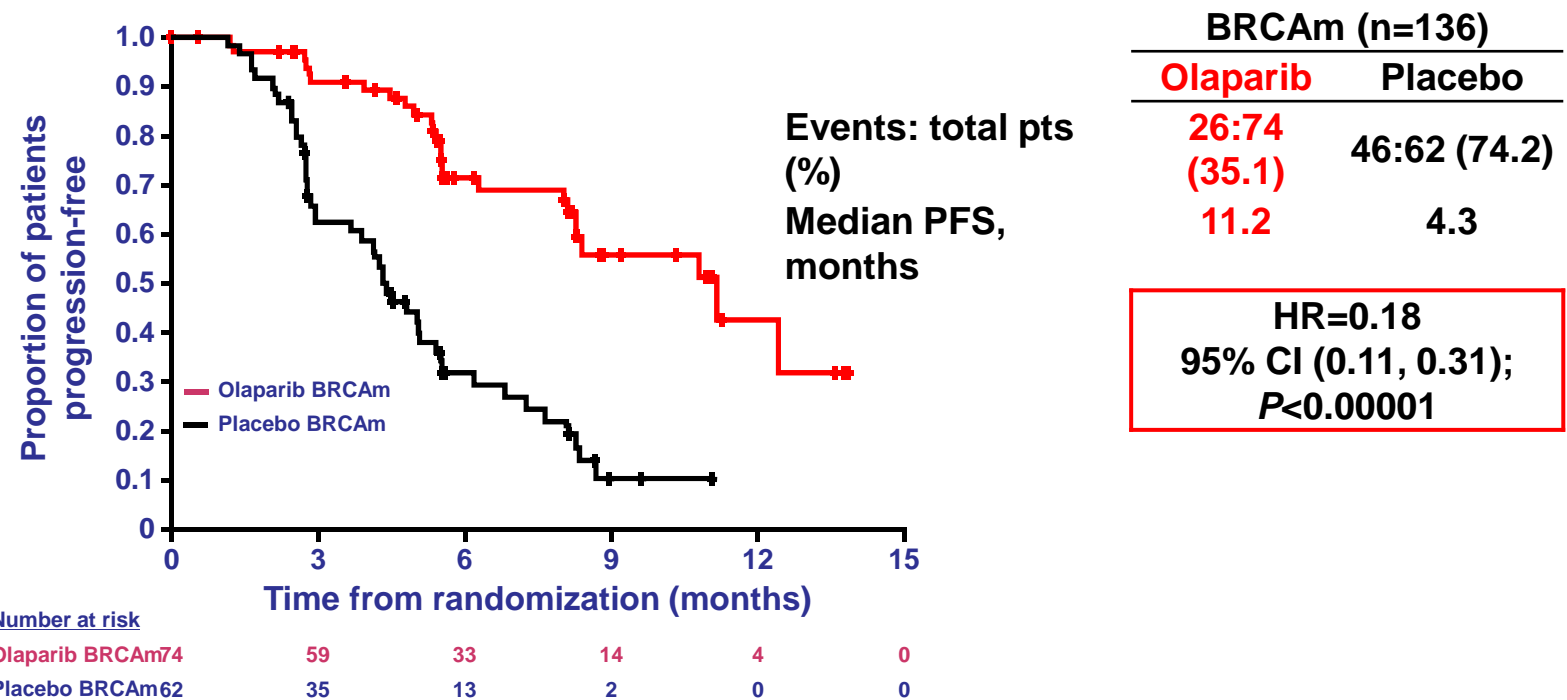 BRCAm (n=136)
Olaparib Placebo
Events: total pts
(%)
26:74
(35.1)
46:62 (74.2)
Median PFS,
months
11.2 4.3
HR=0.18
95% CI (0.11, 0.31);
P<0.00001
Proportion of patients
progression-free
1.0
0.9
0.8
0.7
0.6
0.5
0.4
0.3
0.2
0.1
0
Olaparib BRCAm
Placebo BRCAm
0 3 6 9 12 15
Time from randomization (months)
Number at risk
Olaparib BRCAm 74 59 33 14 4 0
Placebo BRCAm 62 35 13 2 0 0